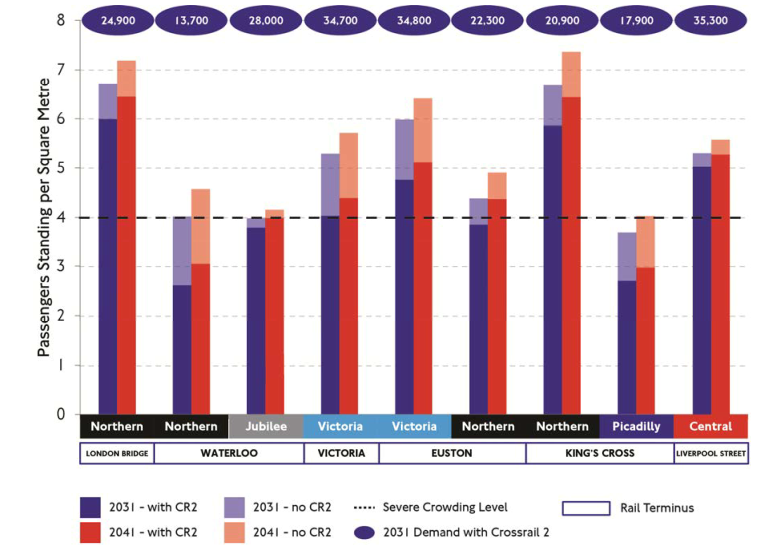 24,900 13,700 28,000 34,700 34,800 22,300 20,900 17,900 35,300
Passengers Standing per Square Metre
8
7
6
5
4
3
2
1
0
Northern Northern Jubilee Victoria Victoria Northern Northern Picadilly Central
LONDON BRIDGE WATERLOO VICTORIA EUSTON KING'S CROSS LIVERPOOL STREET
2031 - with CR2 2031 - no CR2 Severe Crowding Level Rail Terminus
2041 - with CR2 2041 - no CR2 2031 Demand with Crossrail 2